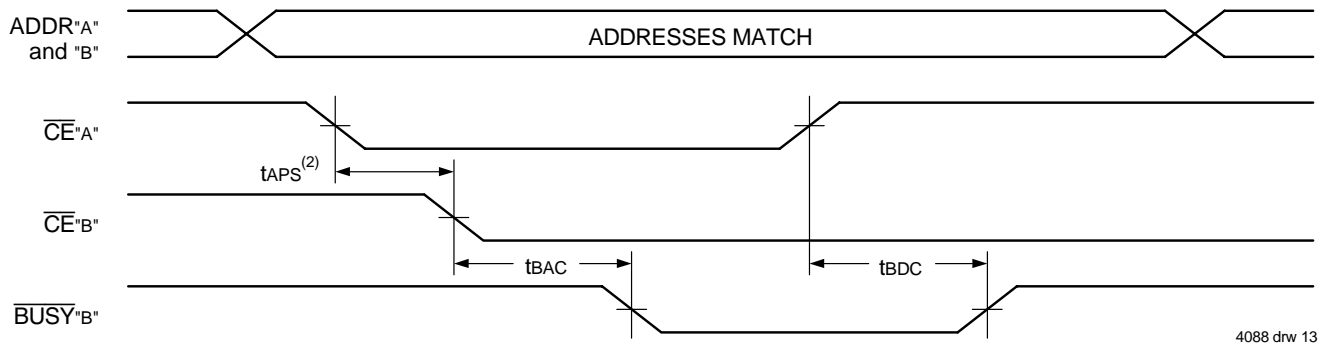 ADDR"A"
and "B"
ADDRESSES MATCH
CE"A"
tAPS(2)
CE"B"
tBAC
tBDC
BUSY"B"
4088 drw 13